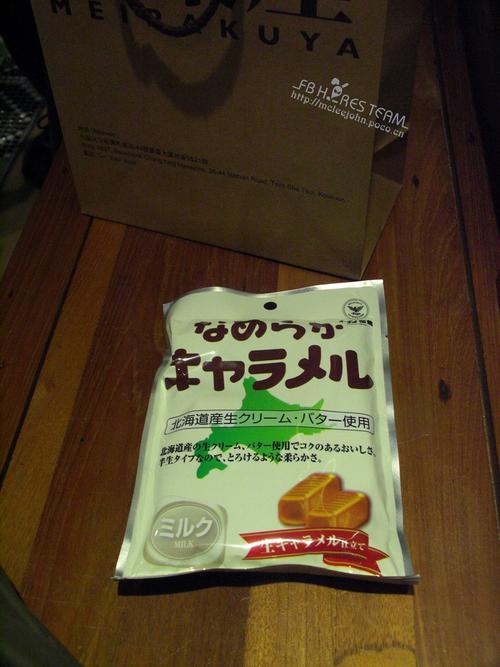 MEIRAKUYA
FB HERES TEAM
http://mcleejohn.poco.cn
なめらか
キャラメル
北海道産生クリーム・バター使用
北海道産の生クリーム、バター使用でコクのあるおいしさ。
半生タイプなので、とろけるような柔らかさ。
ミルク
MILK
生キャラメル仕立て